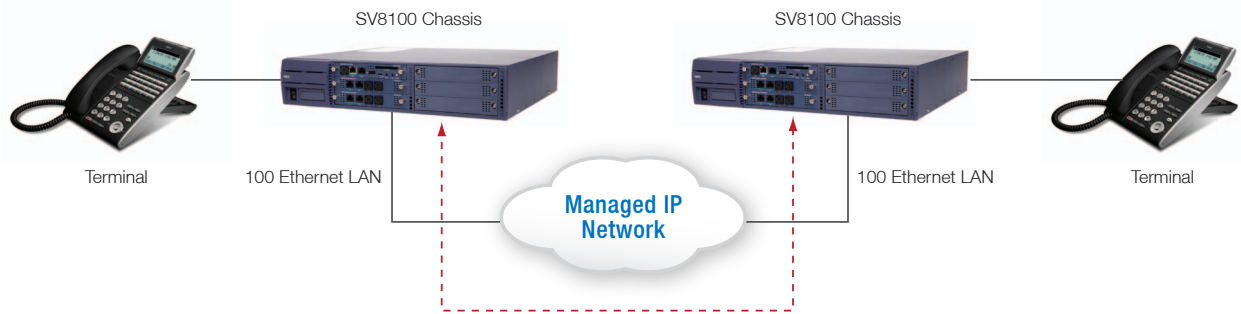 SV8100 Chassis
SV8100 Chassis
Terminal
100 Ethernet LAN
Managed IP
Network
100 Ethernet LAN
Terminal